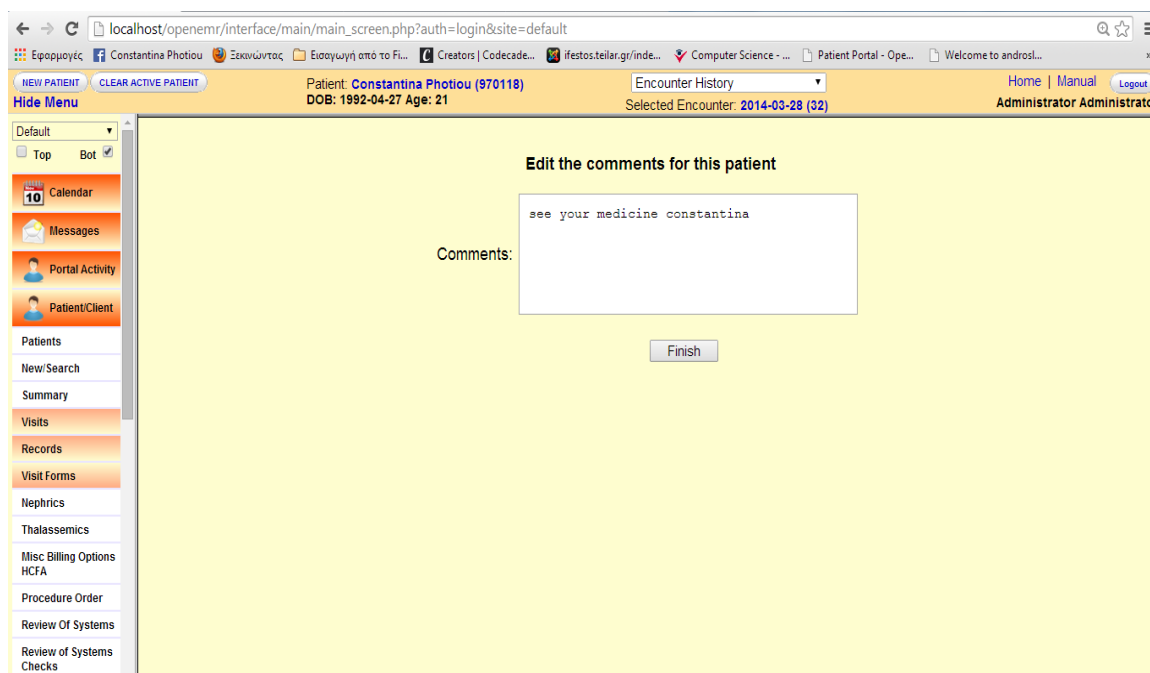 localhost/openemr/interface/main/main_screen.php?auth=login&site=default
Εφαρμογές Constantina Photiou Ξεκινώντας Εισαγωγή από το Fi... Creators | Codecade... ifestos.teilar.gr/inde... Computer Science - ... Patient Portal - Ope... Welcome to androsl...
NEW PATIENT CLEAR ACTIVE PATIENT Patient: Constantina Photiou (970118) Encounter History Home | Manual Logout
Hide Menu DOB: 1992-04-27 Age: 21 Selected Encounter: 2014-03-28 (32) Administrator Administrato
Default
Top Bot
Edit the comments for this patient
10 Calendar
see your medicine constantina
Messages
Comments:
Portal Activity
Patient/Client
Patients
Finish
New/Search
Summary
Visits
Records
Visit Forms
Nephrics
Thalassemics
Misc Billing Options
HCFA
Procedure Order
Review Of Systems
Review of Systems
Checks